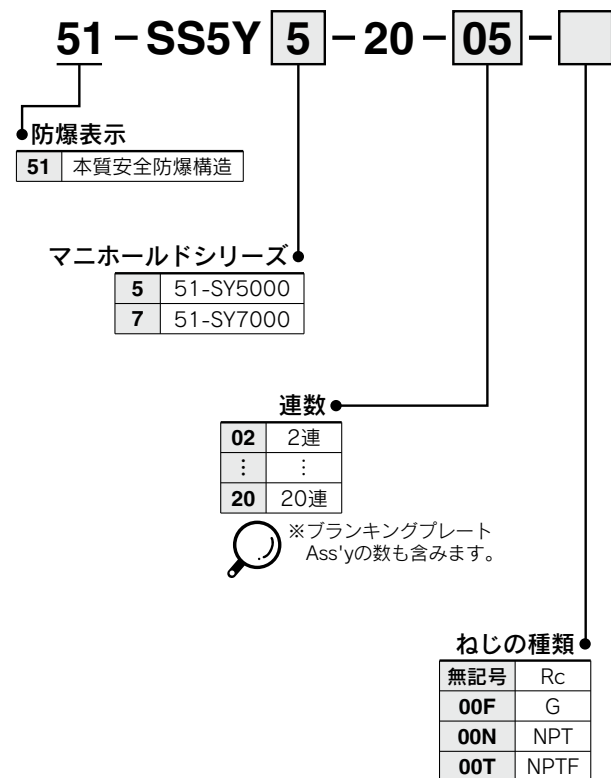 51-SS5Y 5-20-05-
防爆表示
51 本質安全防爆構造
マニホールドシリーズ
5 51-SY5000
7 51-SY7000
連数
02 2連
⋮ ⋮
20 20連
※ブランキングプレート
Ass'yの数も含みます。
ねじの種類
無記号 Rc
00F G
00N NPT
00T NPTF